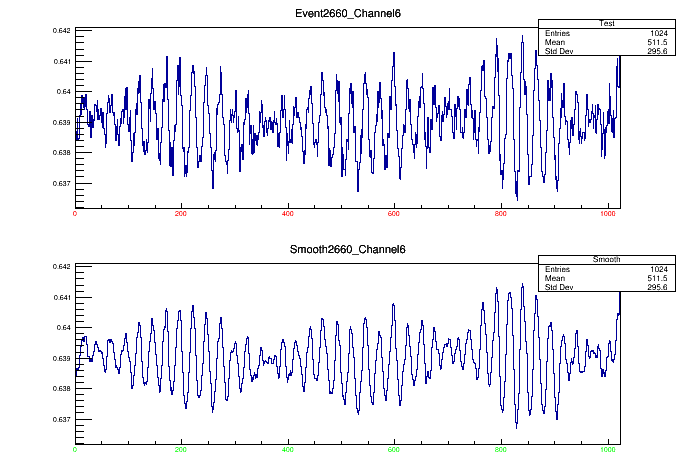 Event2660_Channel6
Test
Entries 1024
Mean 511.5
Std Dev 295.6
0.642
0.641
0.64
0.639
0.638
0.637
0 200 400 600 800 1000
Smooth2660_Channel6
Smooth
Entries 1024
Mean 511.5
Std Dev 295.6
0.642
0.641
0.64
0.639
0.638
0.637
0 200 400 600 800 1000